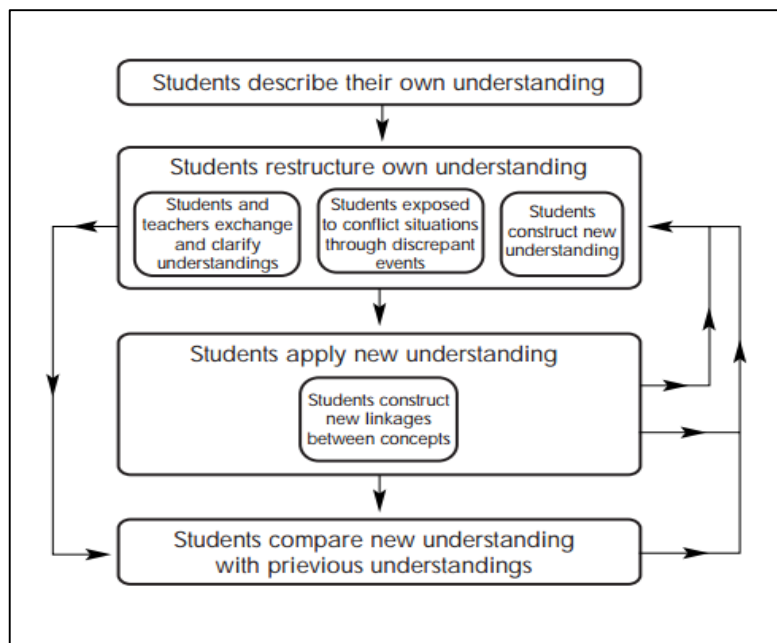 Students describe their own understanding
Students restructure own understanding
Students and
teachers exchange
and clarify
understandings
Students exposed
to conflict situations
through discrepant
events
Students
construct new
understanding
Students apply new understanding
Students construct
new linkages
between concepts
Students compare new understanding
with prievious understandings